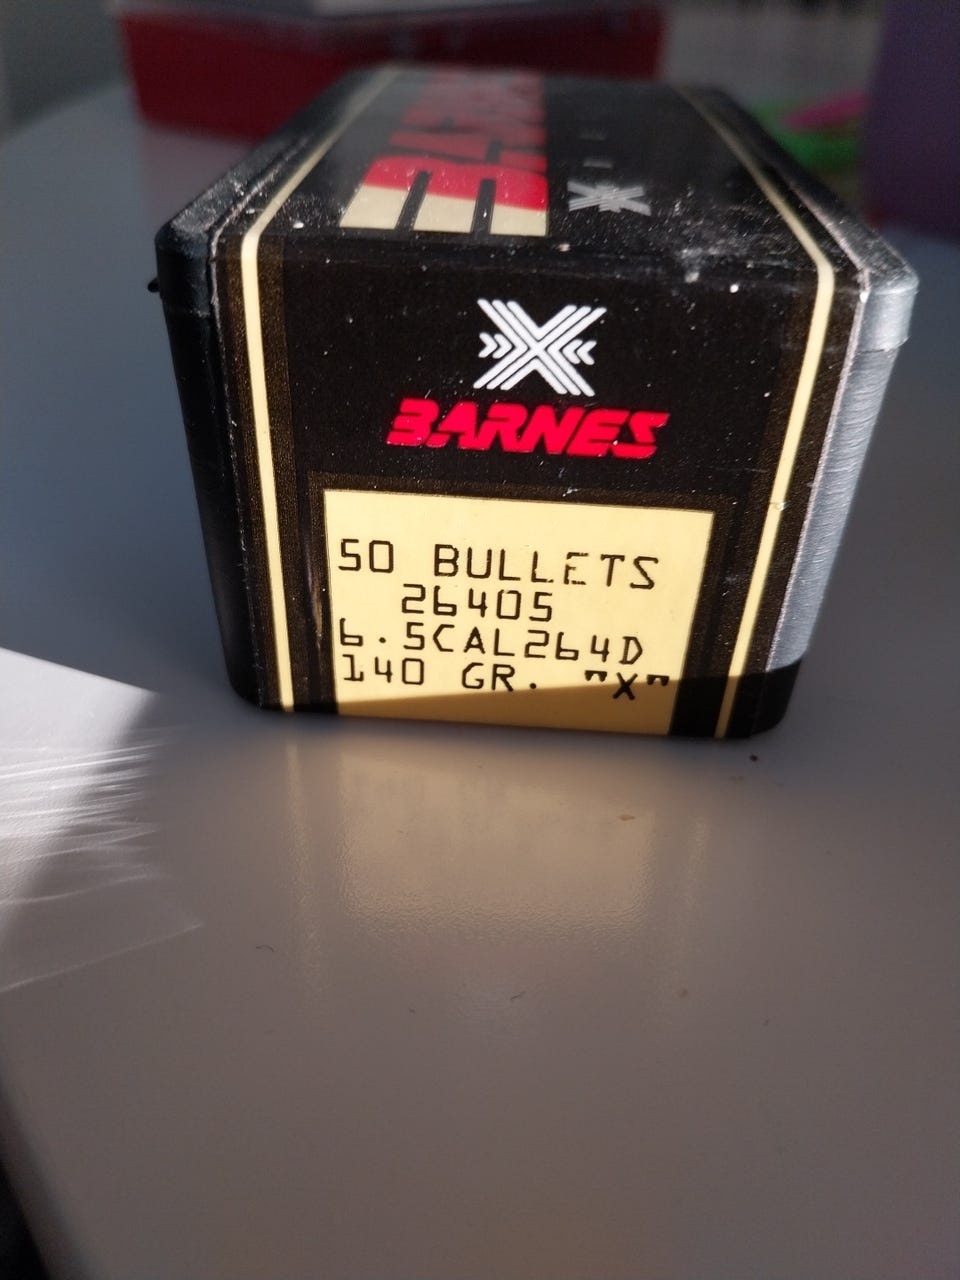 BARNES
X
X
BARNES
50 BULLETS
26405
6.5CAL264D
140 GR. "X"